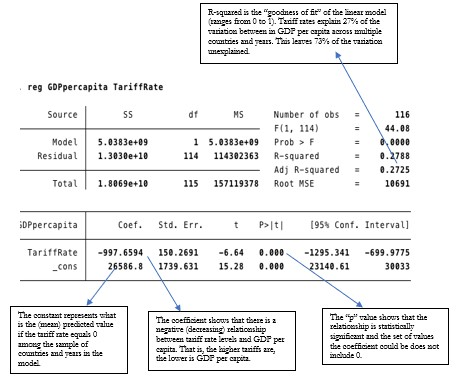 R-squared is the "goodness of fit" of the linear model
(ranges from 0 to 1). Tariff rates explain 27% of the
variation between in GDP per capita across multiple
countries and years. This leaves 73% of the variation
unexplained.
. reg GDPpercapita TariffRate
Source SS df MS Number of obs = 116
F(1, 114) = 44.08
Model 5.0383e+09 1 5.0383e+09 Prob > F = 0.0000
Residual 1.3030e+10 114 114302363 R-squared = 0.2788
Adj R-squared = 0.2725
Total 1.8069e+10 115 157119378 Root MSE = 10691
GDPpercapita Coef. Std. Err. t P>|t| [95% Conf. Interval]
TariffRate -997.6594 150.2691 -6.64 0.000 -1295.341 -699.9775
_cons 26586.8 1739.631 15.28 0.000 23140.61 30033
The constant represents what
is the (mean) predicted value
if the tariff rate equals 0
among the sample of
countries and years in the
model.
The coefficient shows that there is a
negative (decreasing) relationship
between tariff rate levels and GDP per
capita. That is, the higher tariffs are,
the lower is GDP per capita.
The "p" value shows that the
relationship is statistically
significant and the set of values
the coefficient could be does not
include 0.